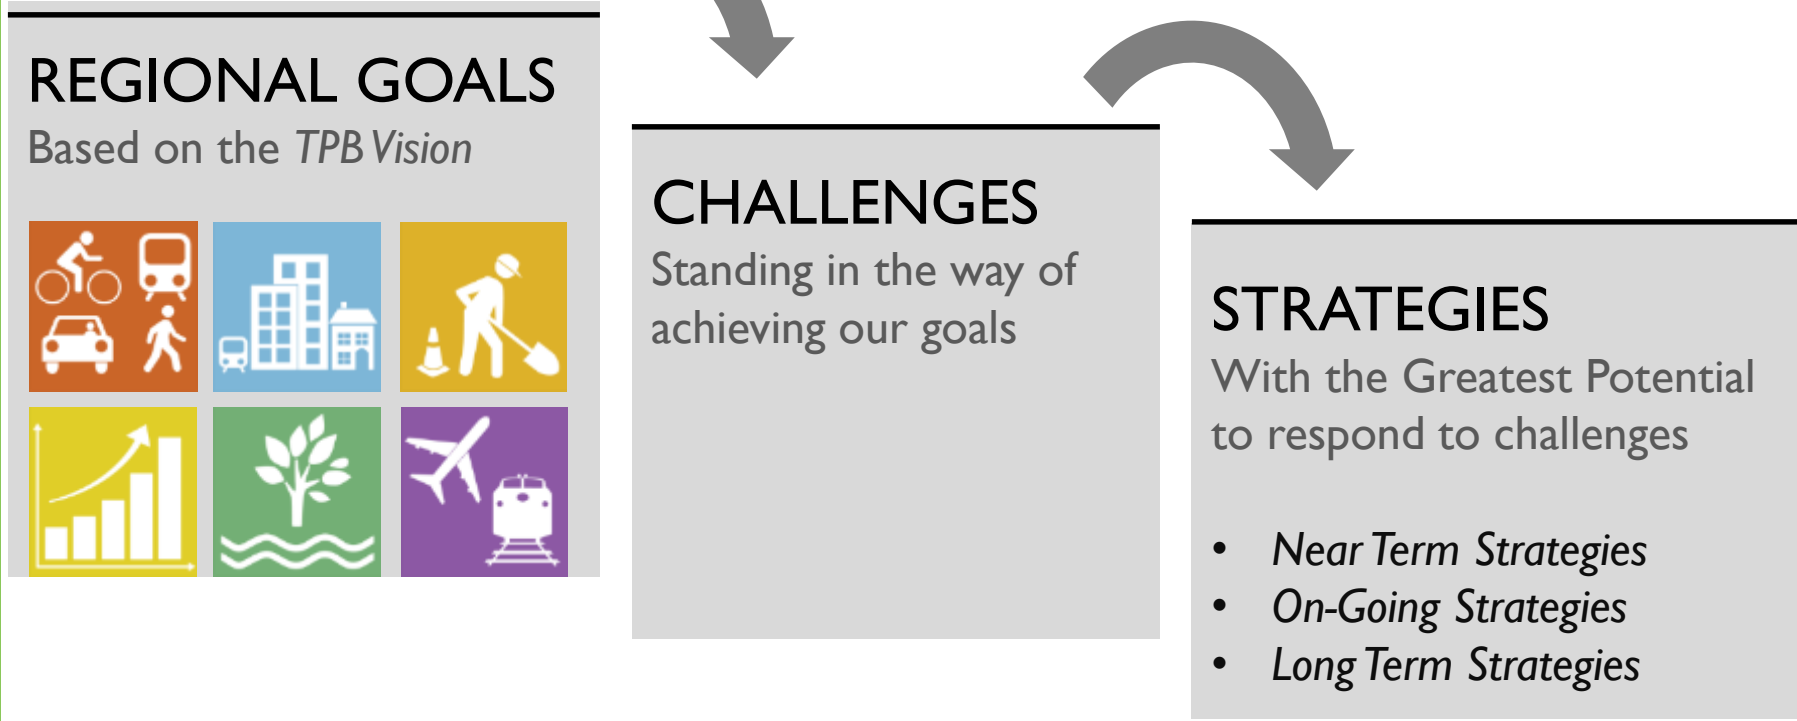 REGIONAL GOALS
Based on the TPB Vision
CHALLENGES
Standing in the way of
achieving our goals
STRATEGIES
With the Greatest Potential
to respond to challenges
• Near Term Strategies
• On-Going Strategies
• Long Term Strategies